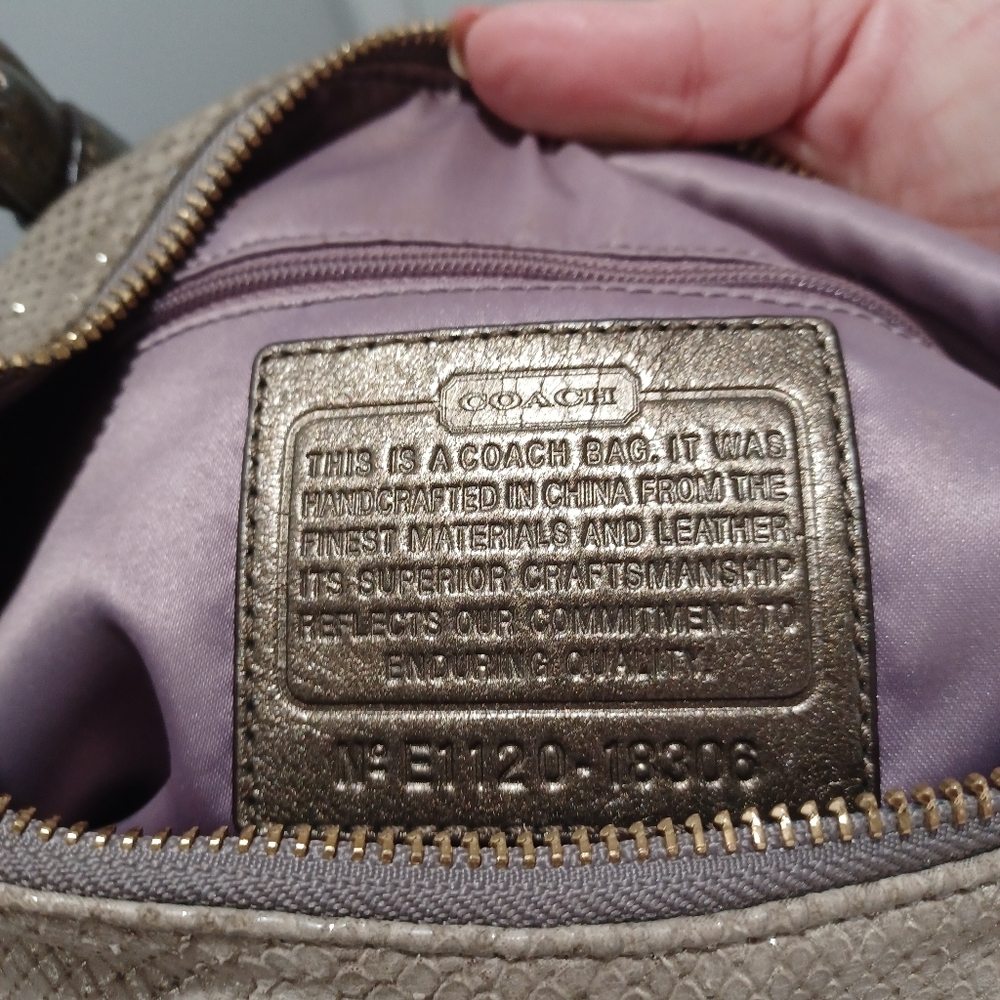 COACH
THIS IS A COACH BAG. IT WAS
HANDCRAFTED IN CHINA FROM THE
FINEST MATERIALS AND LEATHER
ITS SUPERIOR CRAFTSMANSHIP
REFLECTS OUR COMMITMENT TO
ENDURING QUALITY.
Nº E1120-18306